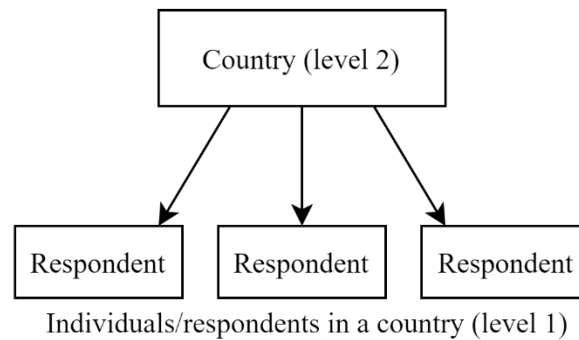 Country (level 2)
Respondent
Respondent
Respondent
Individuals/respondents in a country (level 1)